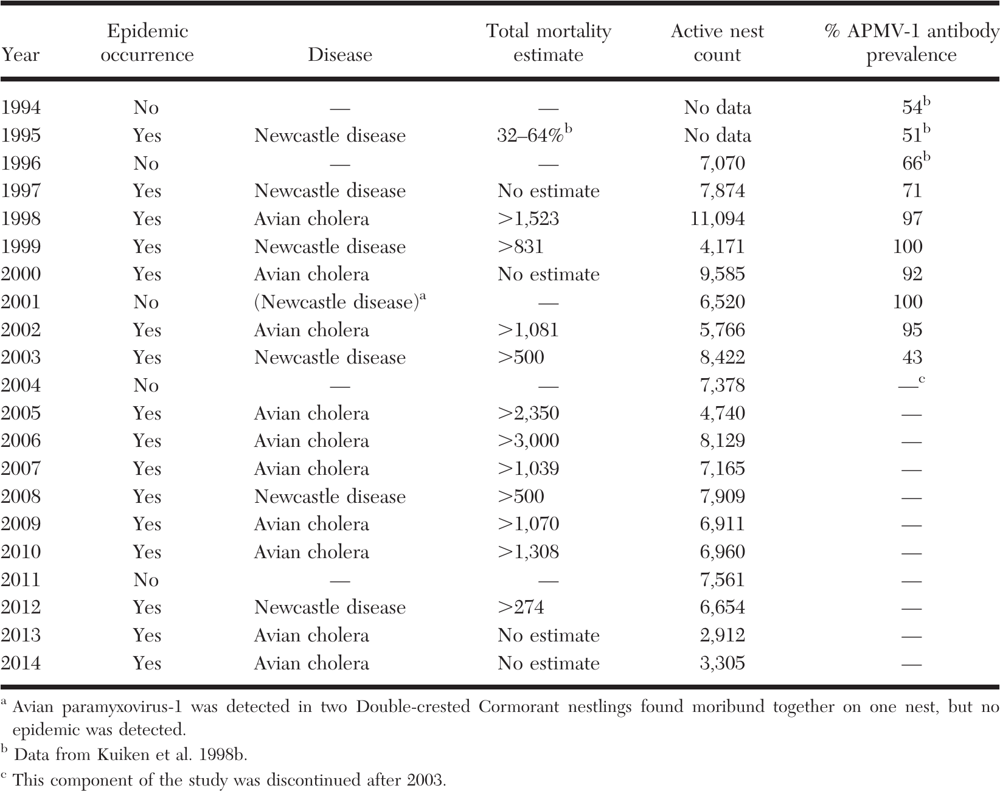 Year Epidemic occurrence Disease Total mortality estimate Active nest count % APMV-1 antibody prevalence
1994 No — — No data 54b
1995 Yes Newcastle disease 32–64%b No data 51b
1996 No — — 7,070 66b
1997 Yes Newcastle disease No estimate 7,874 71
1998 Yes Avian cholera >1,523 11,094 97
1999 Yes Newcastle disease >831 4,171 100
2000 Yes Avian cholera No estimate 9,585 92
2001 No (Newcastle disease)a — 6,520 100
2002 Yes Avian cholera >1,081 5,766 95
2003 Yes Newcastle disease >500 8,422 43
2004 No — — 7,378 —c
2005 Yes Avian cholera >2,350 4,740 —
2006 Yes Avian cholera >3,000 8,129 —
2007 Yes Avian cholera >1,039 7,165 —
2008 Yes Newcastle disease >500 7,909 —
2009 Yes Avian cholera >1,070 6,911 —
2010 Yes Avian cholera >1,308 6,960 —
2011 No — — 7,561 —
2012 Yes Newcastle disease >274 6,654 —
2013 Yes Avian cholera No estimate 2,912 —
2014 Yes Avian cholera No estimate 3,305 —
a Avian paramyxovirus-1 was detected in two Double-crested Cormorant nestlings found moribund together on one nest, but no
epidemic was detected.
b Data from Kuiken et al. 1998b.
c This component of the study was discontinued after 2003.